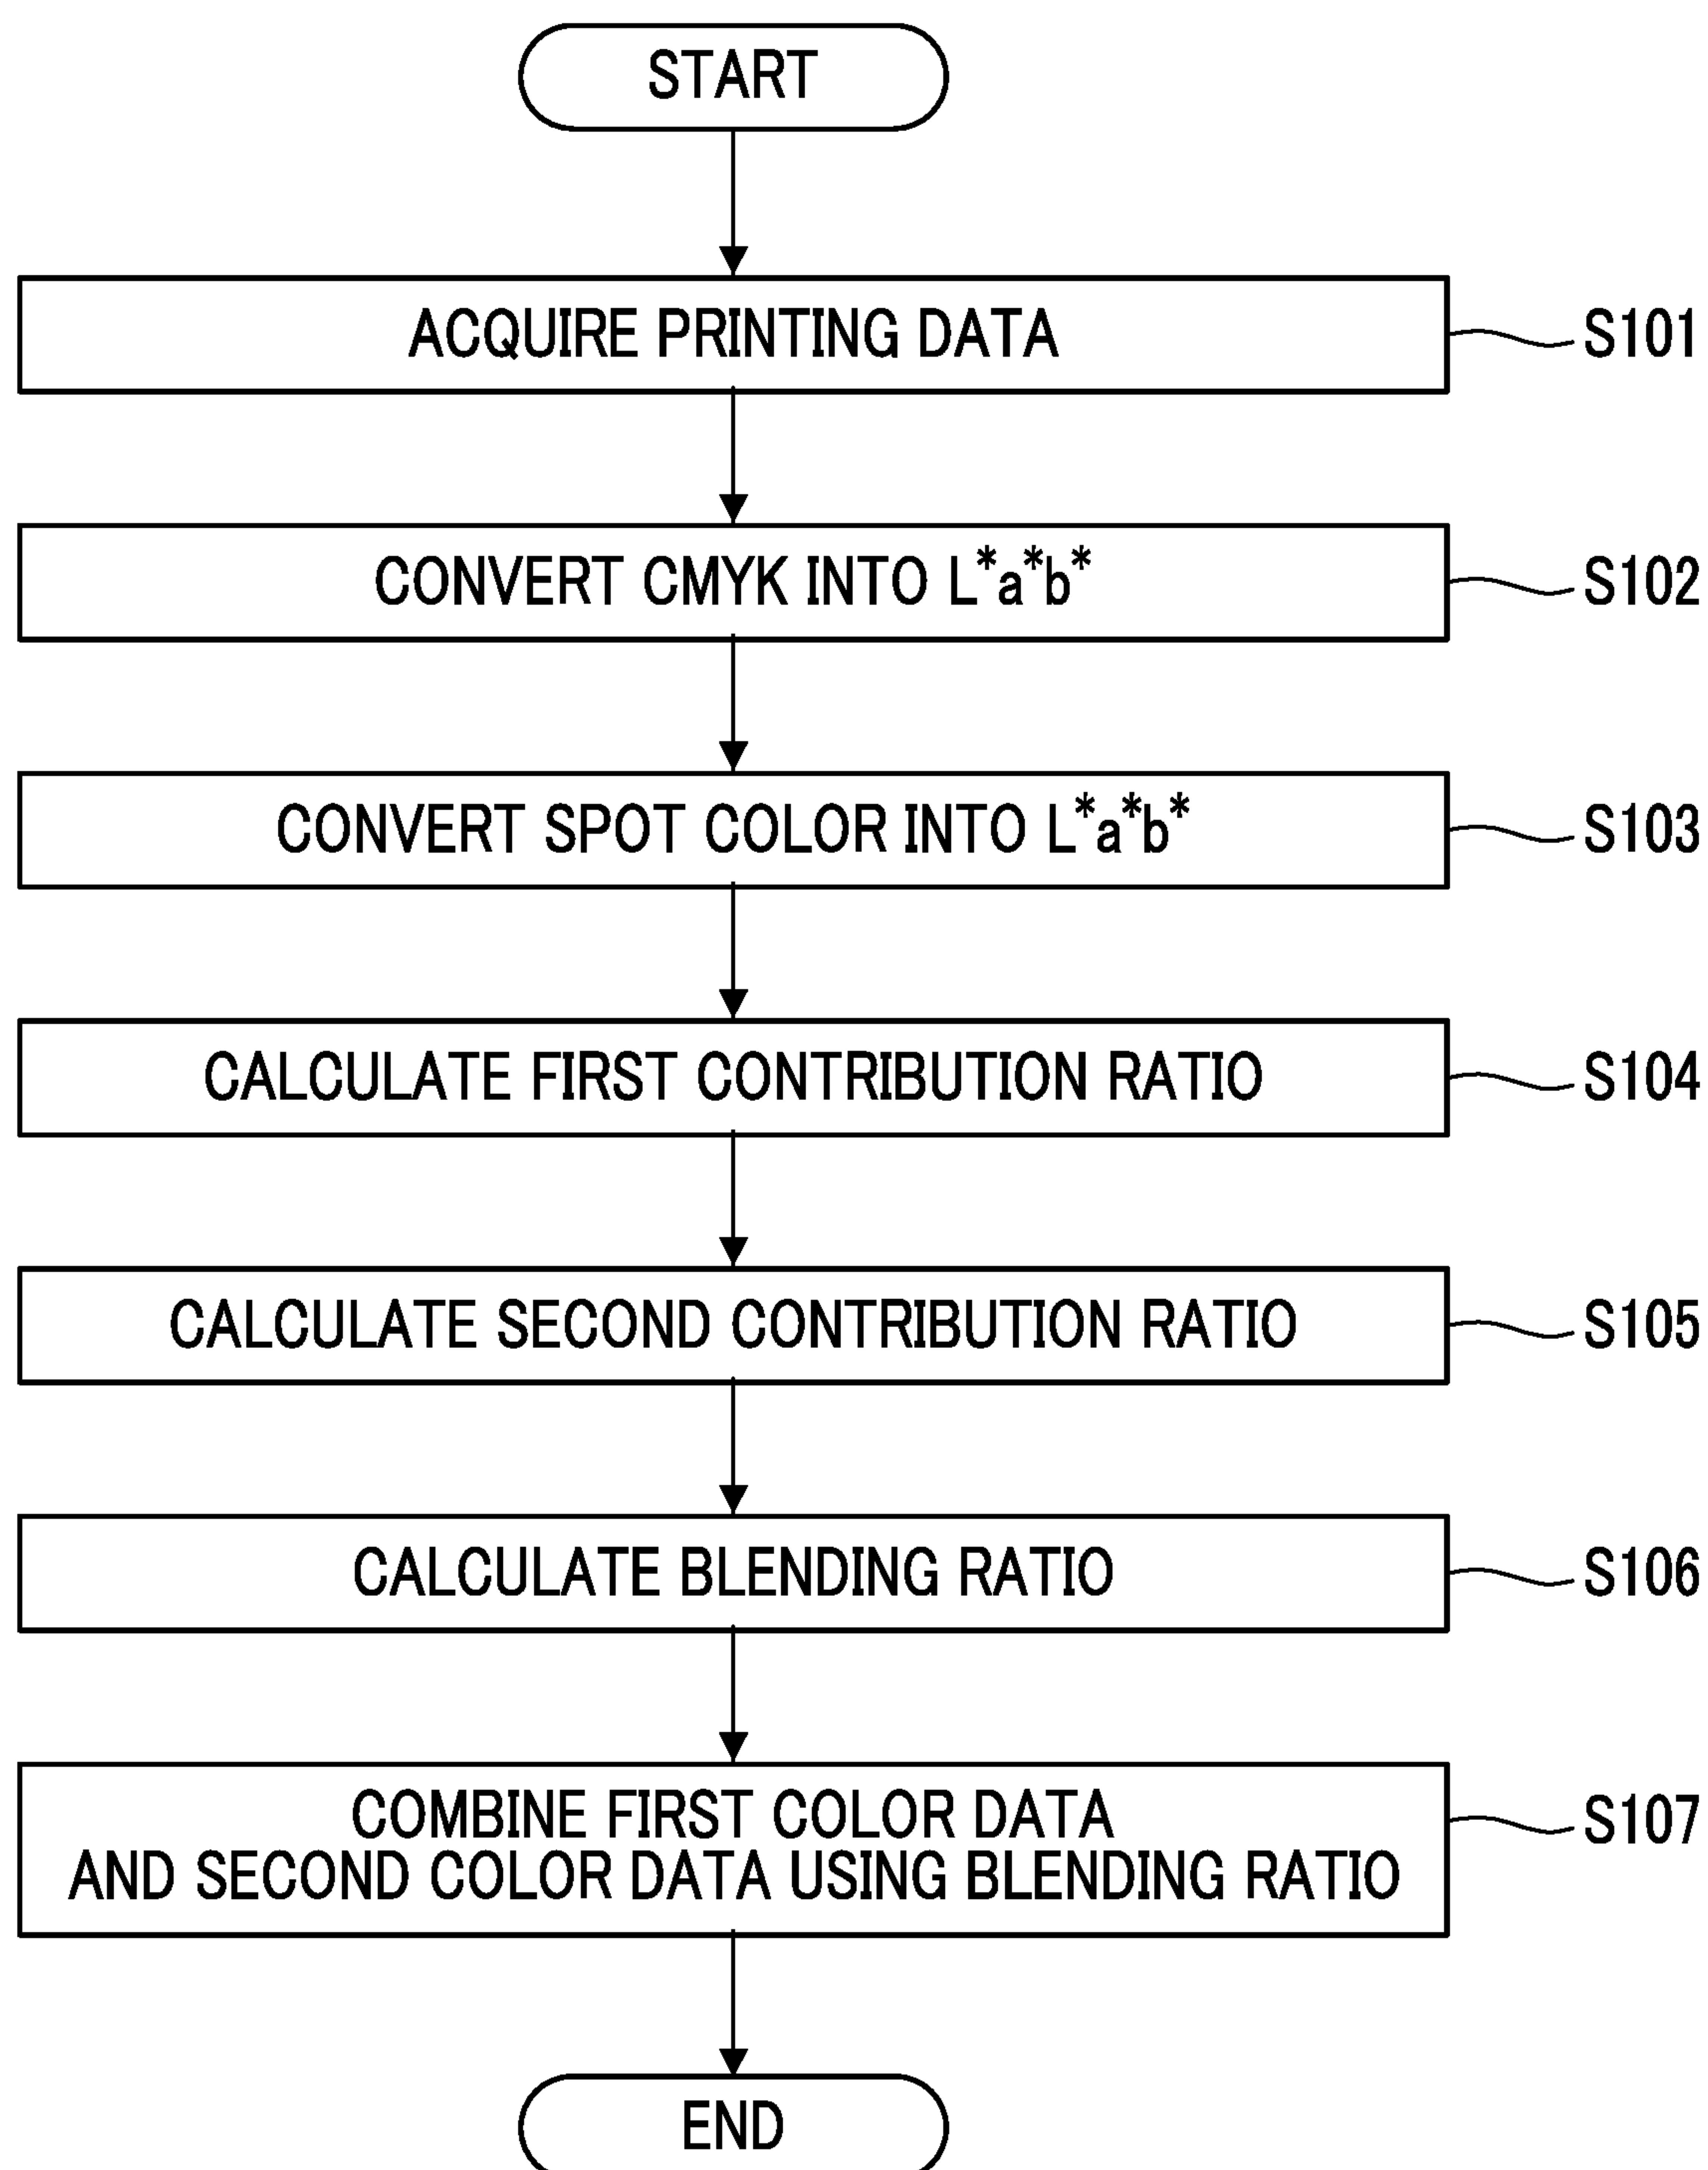 START
ACQUIRE PRINTING DATA
S101
CONVERT CMYK INTO L*a*b*
S102
CONVERT SPOT COLOR INTO L*a*b*
S103
CALCULATE FIRST CONTRIBUTION RATIO
S104
CALCULATE SECOND CONTRIBUTION RATIO
S105
CALCULATE BLENDING RATIO
S106
COMBINE FIRST COLOR DATA
AND SECOND COLOR DATA USING BLENDING RATIO
S107
END